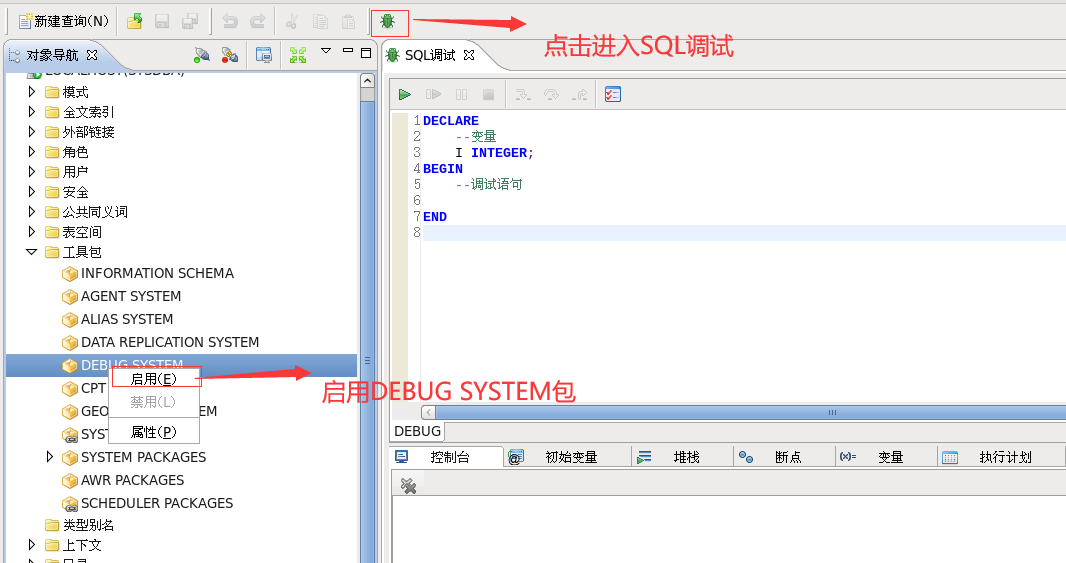 新建查询(N)
点击进入SQL调试
对象导航
SQL调试
LOCALHOST(SYSDBA)
模式
全文索引
外部链接
角色
用户
安全
公共同义词
表空间
工具包
INFORMATION SCHEMA
AGENT SYSTEM
ALIAS SYSTEM
DATA REPLICATION SYSTEM
DEBUG SYSTEM
CPT
GEO
EM
SYS
SYSTEM PACKAGES
AWR PACKAGES
SCHEDULER PACKAGES
类型别名
上下文
目录
启用(E)
禁用(L)
属性(P)
启用DEBUG SYSTEM包
1 DECLARE
2 --变量
3 I INTEGER;
4 BEGIN
5 --调试语句
6
7 END
8
DEBUG
控制台
初始变量
堆栈
断点
(x)= 变量
执行计划